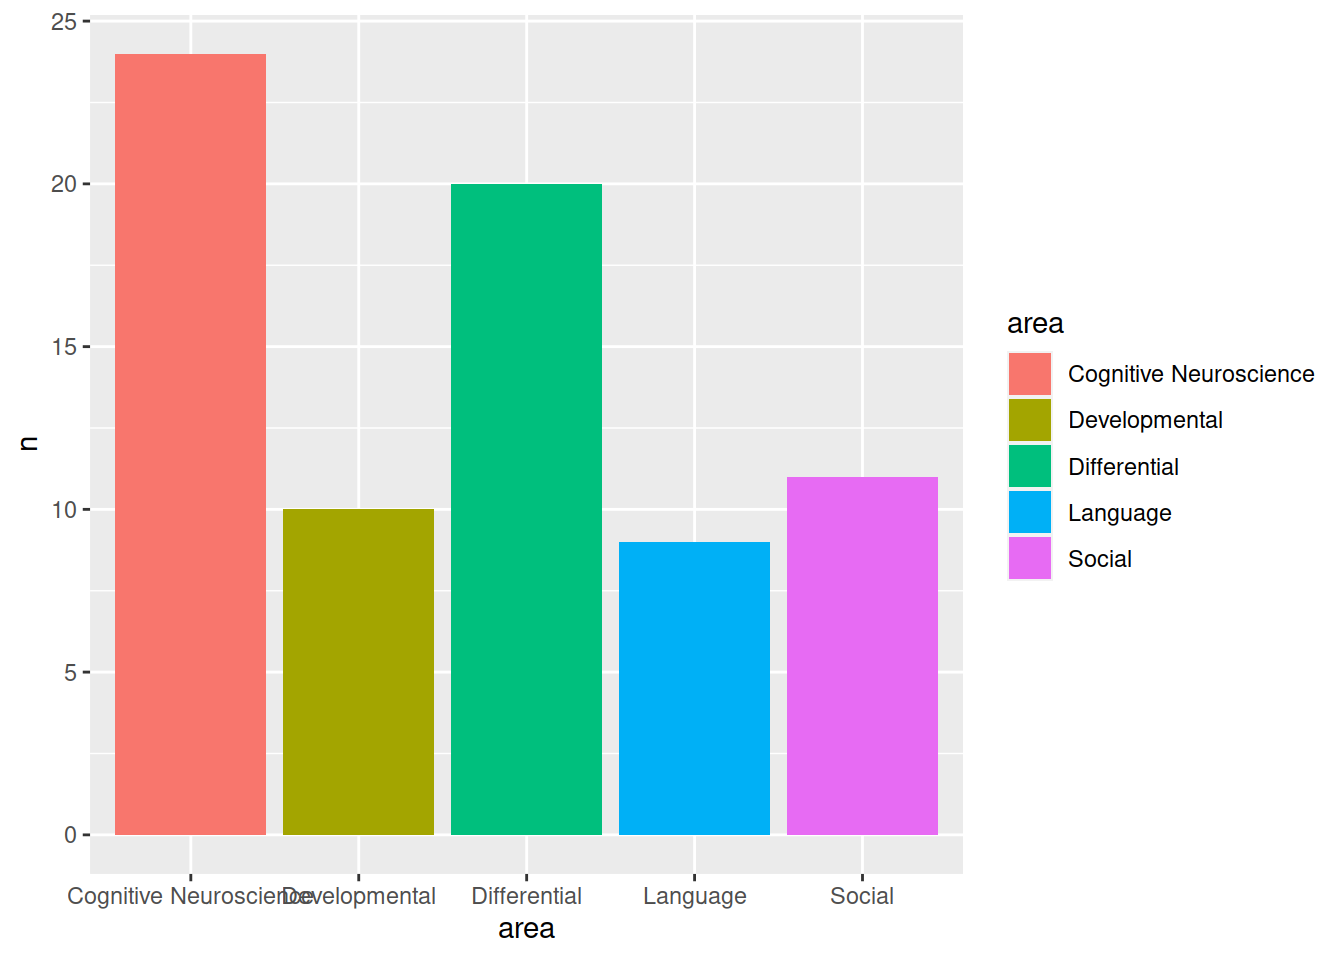 25
20
15
10
5
0
n
Cognitive Neuroscience
Developmental
Differential
Language
Social
area
area
Cognitive Neuroscience
Developmental
Differential
Language
Social